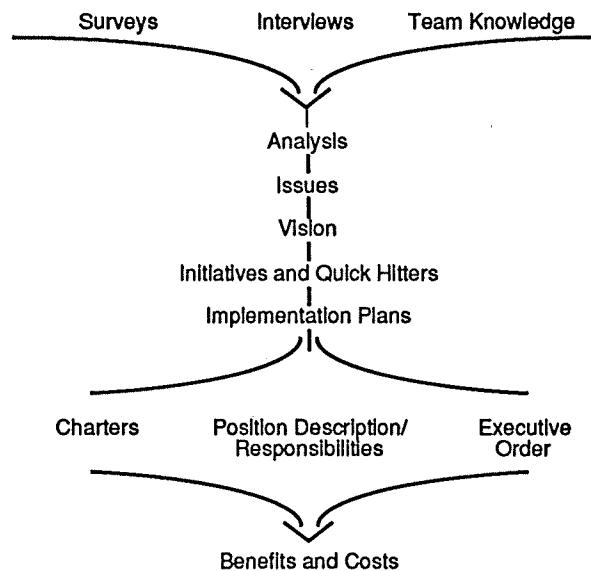 Surveys Interviews Team Knowledge
Analysis
Issues
Vision
Initiatives and Quick Hitters
Implementation Plans
Charters Position Description/ Executive
Responsibilities Order
Benefits and Costs